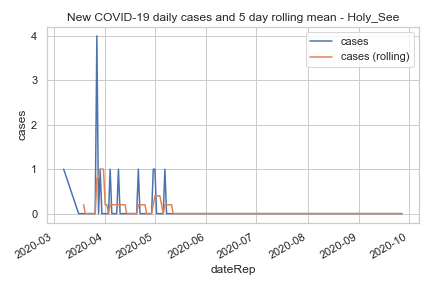 New COVID-19 daily cases and 5 day rolling mean - Holy_See
cases
cases (rolling)
4
3
2
1
0
cases
2020-03
2020-04
2020-05
2020-06
2020-07
2020-08
2020-09
2020-10
dateRep